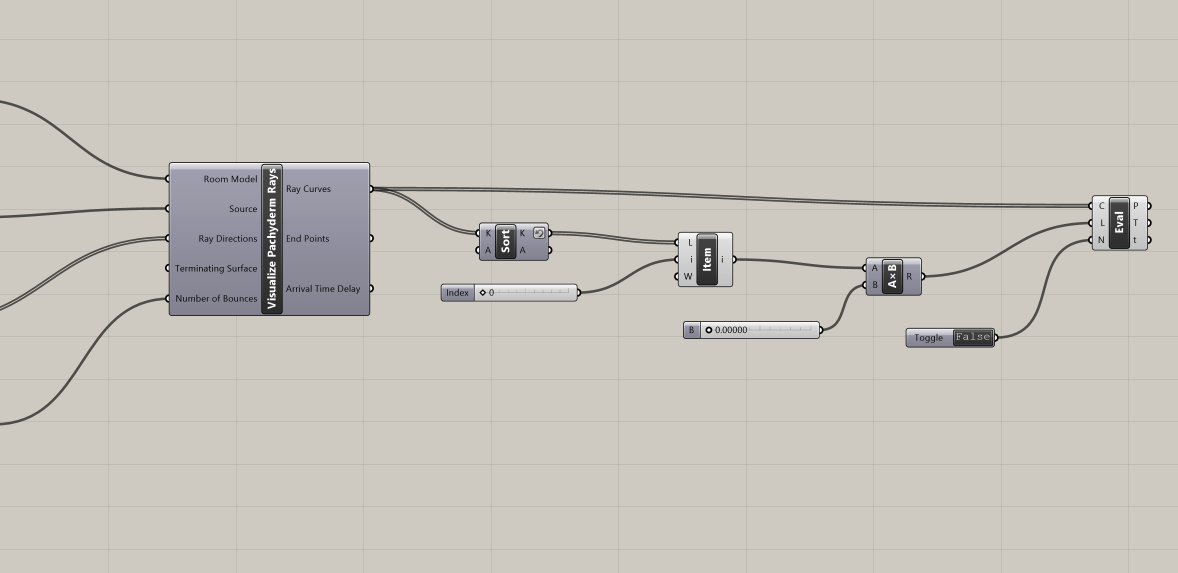 Room Model
Source
Ray Directions
Terminating Surface
Number of Bounces
Visualize Pachyderm Rays
Ray Curves
End Points
Arrival Time Delay
K Sort K
A A
Index 0
L
i Item i
W
B 0.00000
A A×B R
B
Toggle False
C Eval P
L T
N t